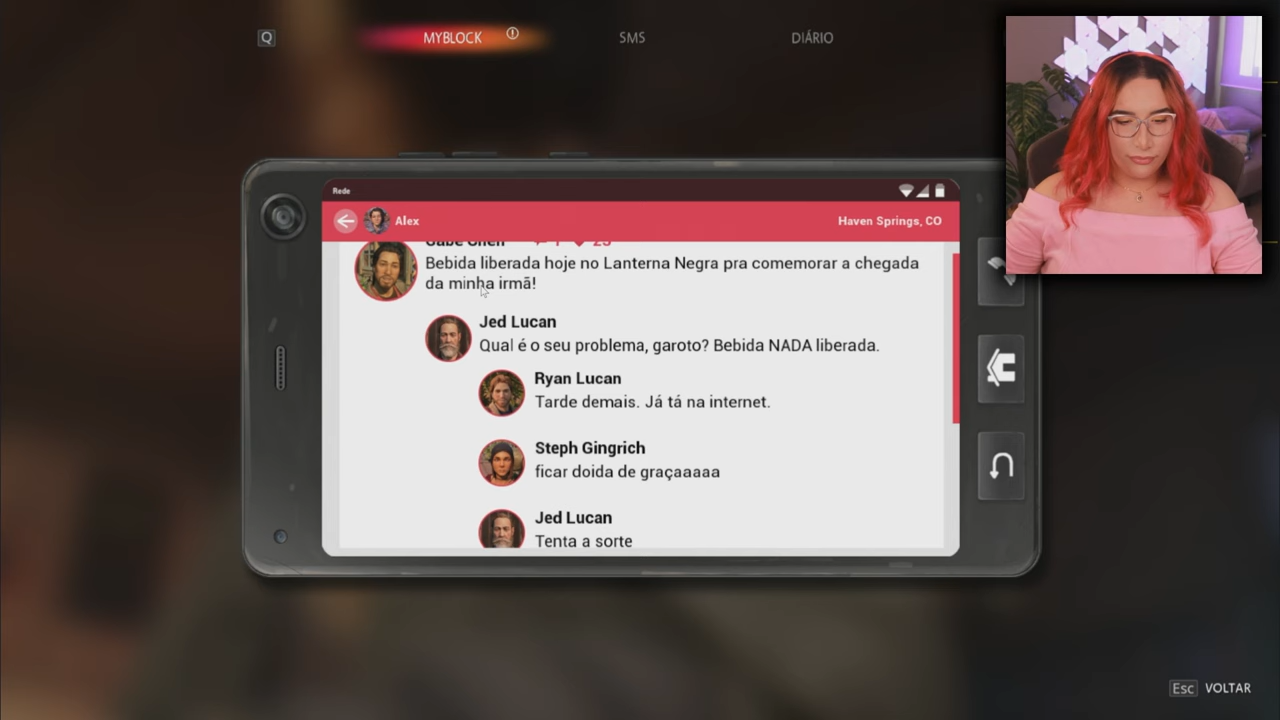 Q
MYBLOCK
SMS
DIÁRIO
Rede
Alex
Haven Springs, CO
Gabe Chen
Bebida liberada hoje no Lanterna Negra pra comemorar a chegada
da minha irmã!
Jed Lucan
Qual é o seu problema, garoto? Bebida NADA liberada.
Ryan Lucan
Tarde demais. Já tá na internet.
Steph Gingrich
ficar doida de graçaaaaa
Jed Lucan
Tenta a sorte
Esc VOLTAR